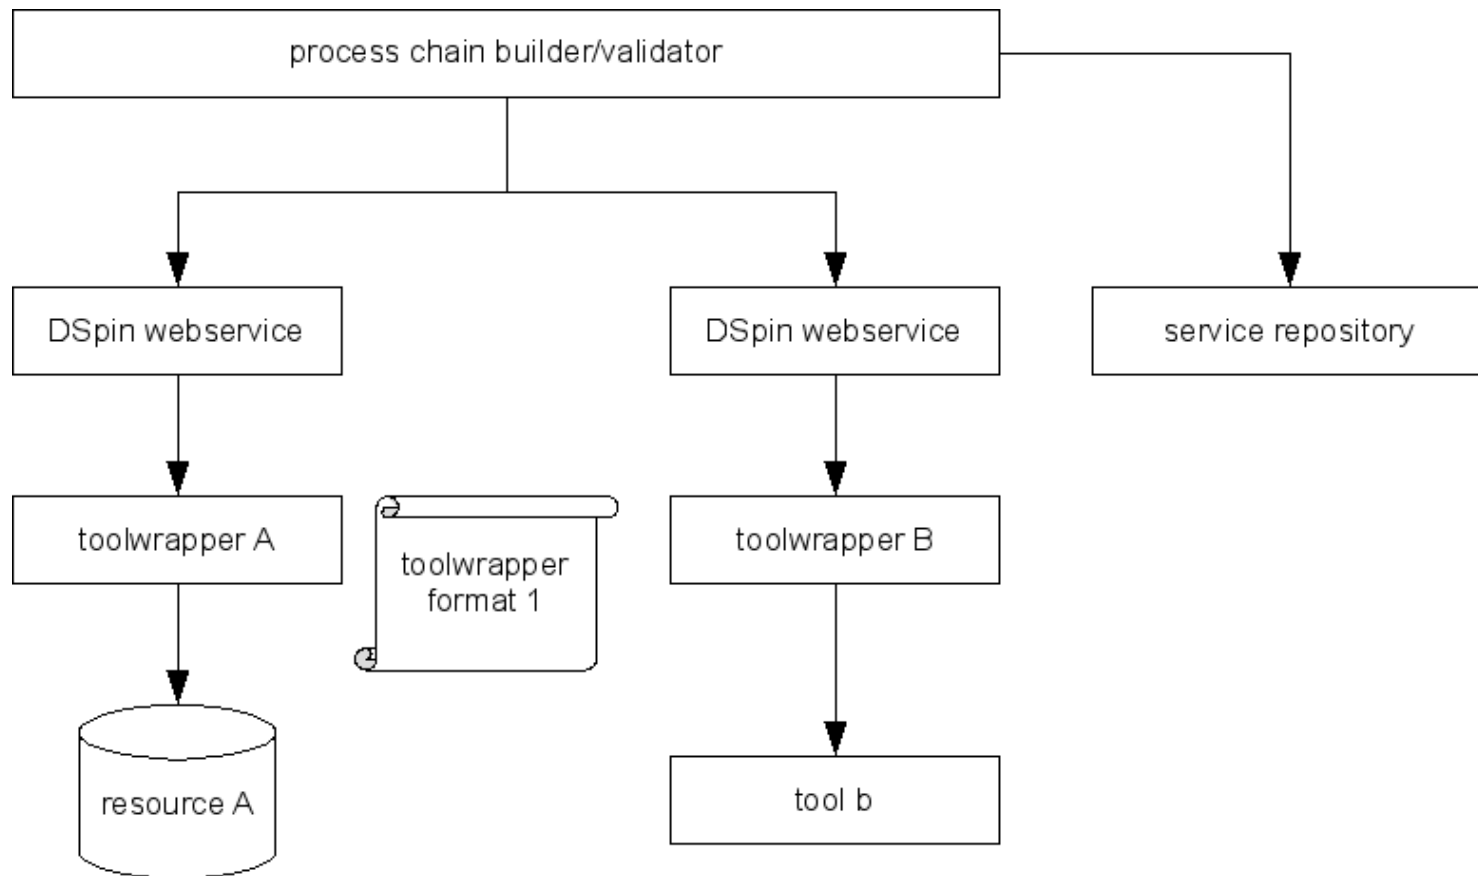 process chain builder/validator
DSpin webservice
DSpin webservice
service repository
toolwrapper A
toolwrapper
format 1
toolwrapper B
resource A
tool b